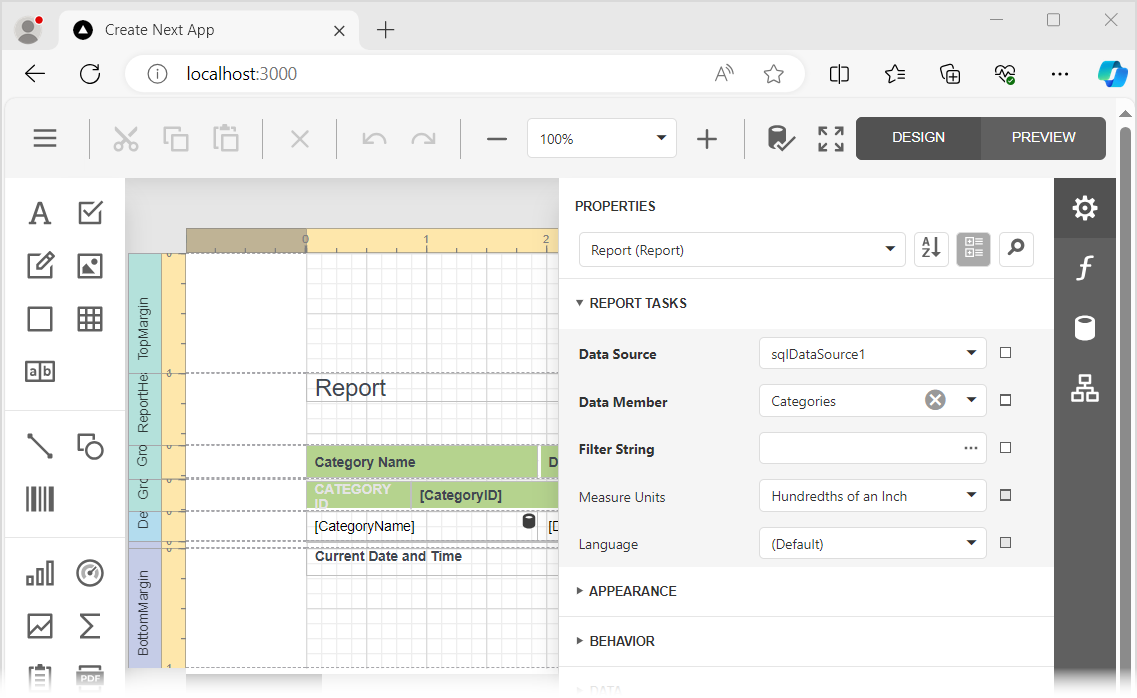 Create Next App
localhost:3000
100%
DESIGN
PREVIEW
PROPERTIES
Report (Report)
A
Z
REPORT TASKS
Data Source
sqlDataSource1
Data Member
Categories
Filter String
...
Measure Units
Hundredths of an Inch
Language
(Default)
APPEARANCE
BEHAVIOR
DATA
A
ab
PDF
0
1
2
TopMargin
ReportHe
Gro
Grc
De
BottomMargin
Report
Category Name
D
CATEGORY
ID
[CategoryID]
[CategoryName]
[D
Current Date and Time